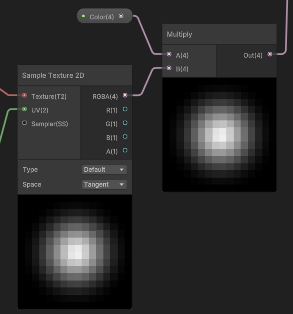 Color(4)
Multiply
A(4) Out(4)
B(4)
Sample Texture 2D
Texture(T2) RGBA(4)
UV(2) R(1)
Sampler(SS) G(1)
B(1)
A(1)
Type Default
Space Tangent